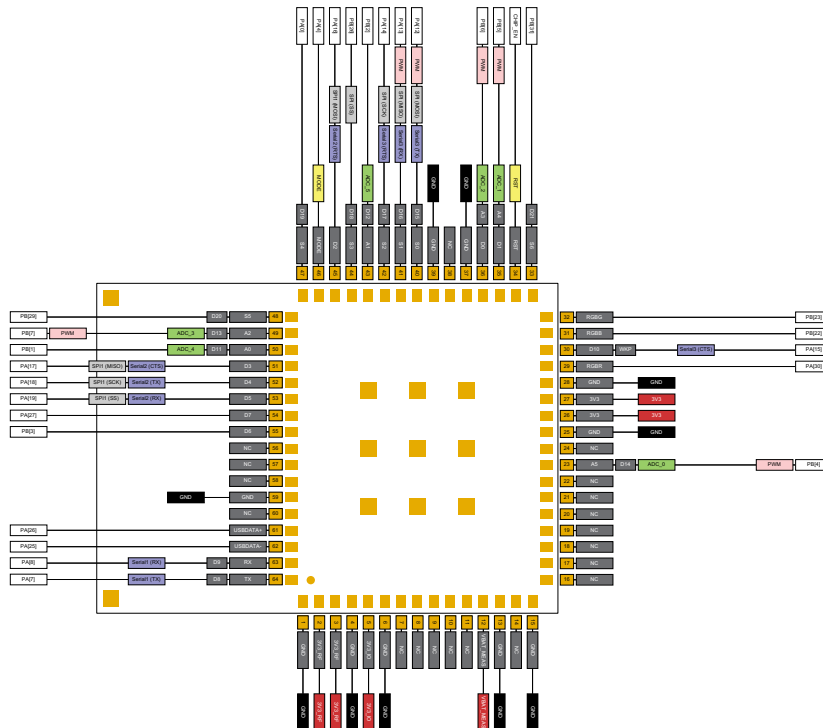 PA[0] D19 S4 47
PA[4] MODE MODE 46
PA[16] SPI1 (MOSI) Serial2 (RTS) D2 45
PB[26] SPI (SS) D18 S3 44
PB[2] ADC_5 D12 A1 43
PA[14] SPI (SCK) Serial3 (RTS) D17 S2 42
PA[13] PWM SPI (MISO) Serial3 (RX) D16 S1 41
PA[12] PWM SPI (MOSI) Serial3 (TX) D15 S0 40
GND GND 39
NC 38
GND GND 37
PB[6] PWM ADC_2 A3 D0 36
PB[5] PWM ADC_1 A4 D1 35
CHIP_EN RST RST 34
PB[31] D21 S6 33
PB[29] D20 S5 48
PB[7] PWM ADC_3 D13 A2 49
PB[1] ADC_4 D11 A0 50
PA[17] SPI1 (MISO) Serial2 (CTS) D3 51
PA[18] SPI1 (SCK) Serial2 (TX) D4 52
PA[19] SPI1 (SS) Serial2 (RX) D5 53
PA[27] D7 54
PB[3] D6 55
NC 56
NC 57
NC 58
GND GND 59
NC 60
PA[26] USBDATA+ 61
PA[25] USBDATA- 62
PA[8] Serial1 (RX) D9 RX 63
PA[7] Serial1 (TX) D8 TX 64
32 RGBG PB[23]
31 RGBB PB[22]
30 D10 WKP Serial3 (CTS) PA[15]
29 RGBR PA[30]
28 GND GND
27 3V3 3V3
26 3V3 3V3
25 GND GND
24 NC
23 A5 D14 ADC_0 PWM PB[4]
22 NC
21 NC
20 NC
19 NC
18 NC
17 NC
16 NC
1 GND GND
2 3V3_RF 3V3_RF
3 3V3_RF 3V3_RF
4 GND GND
5 3V3_IO 3V3_IO
6 GND GND
7 NC
8 NC
9 NC
10 NC
11 NC
12 VBAT_MEAS VBAT_MEAS
13 GND GND
14 NC
15 GND GND